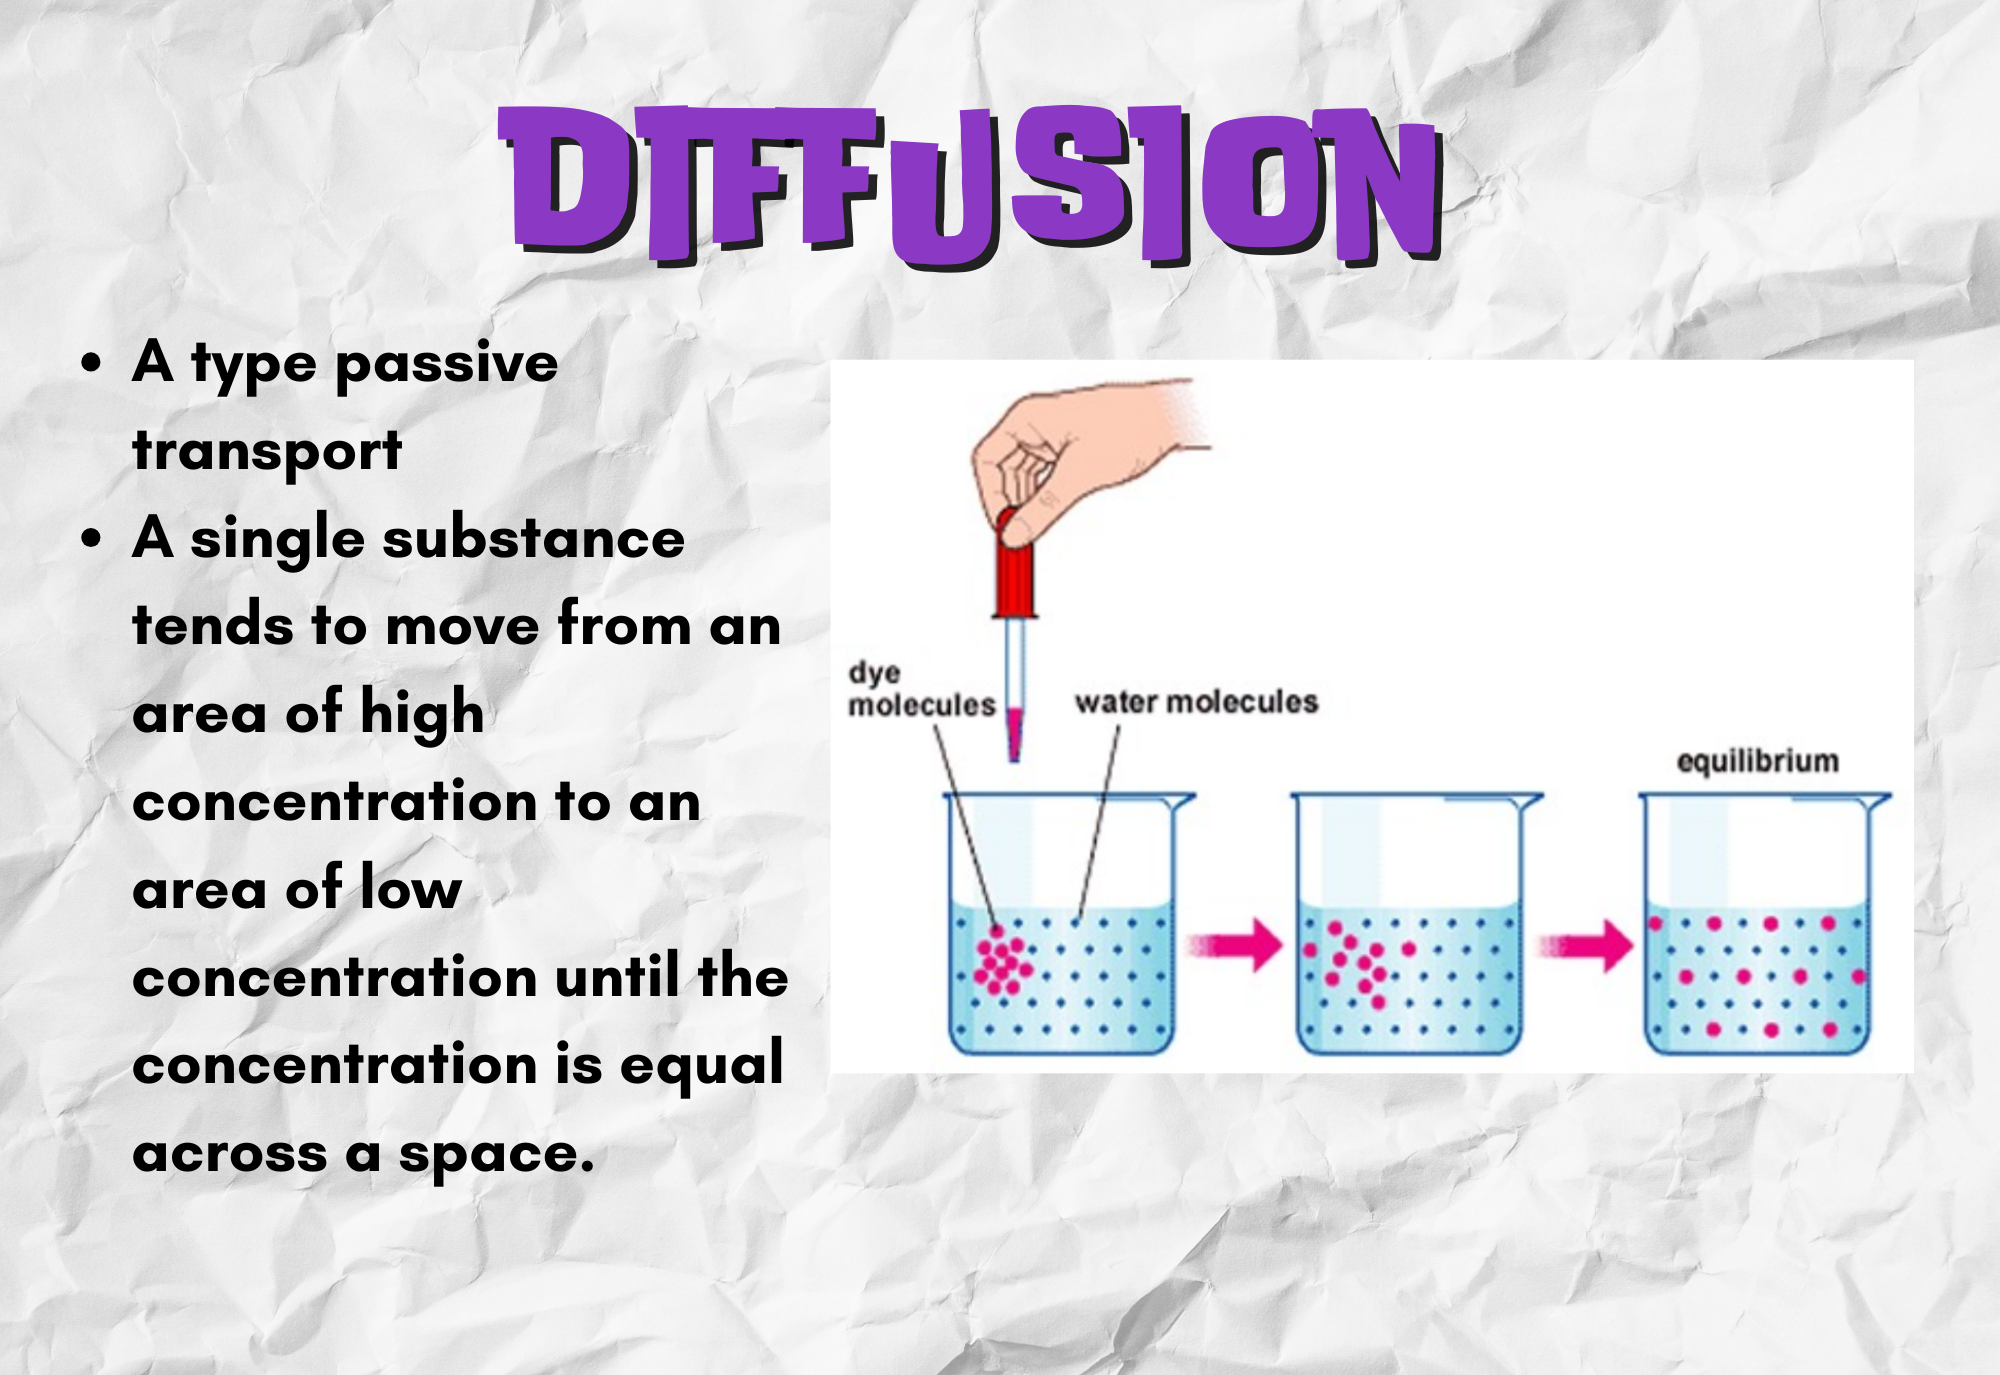 DIFFUSION
• A type passive
transport
• A single substance
tends to move from an
area of high
concentration to an
area of low
concentration until the
concentration is equal
across a space.
dye
molecules
water molecules
equilibrium